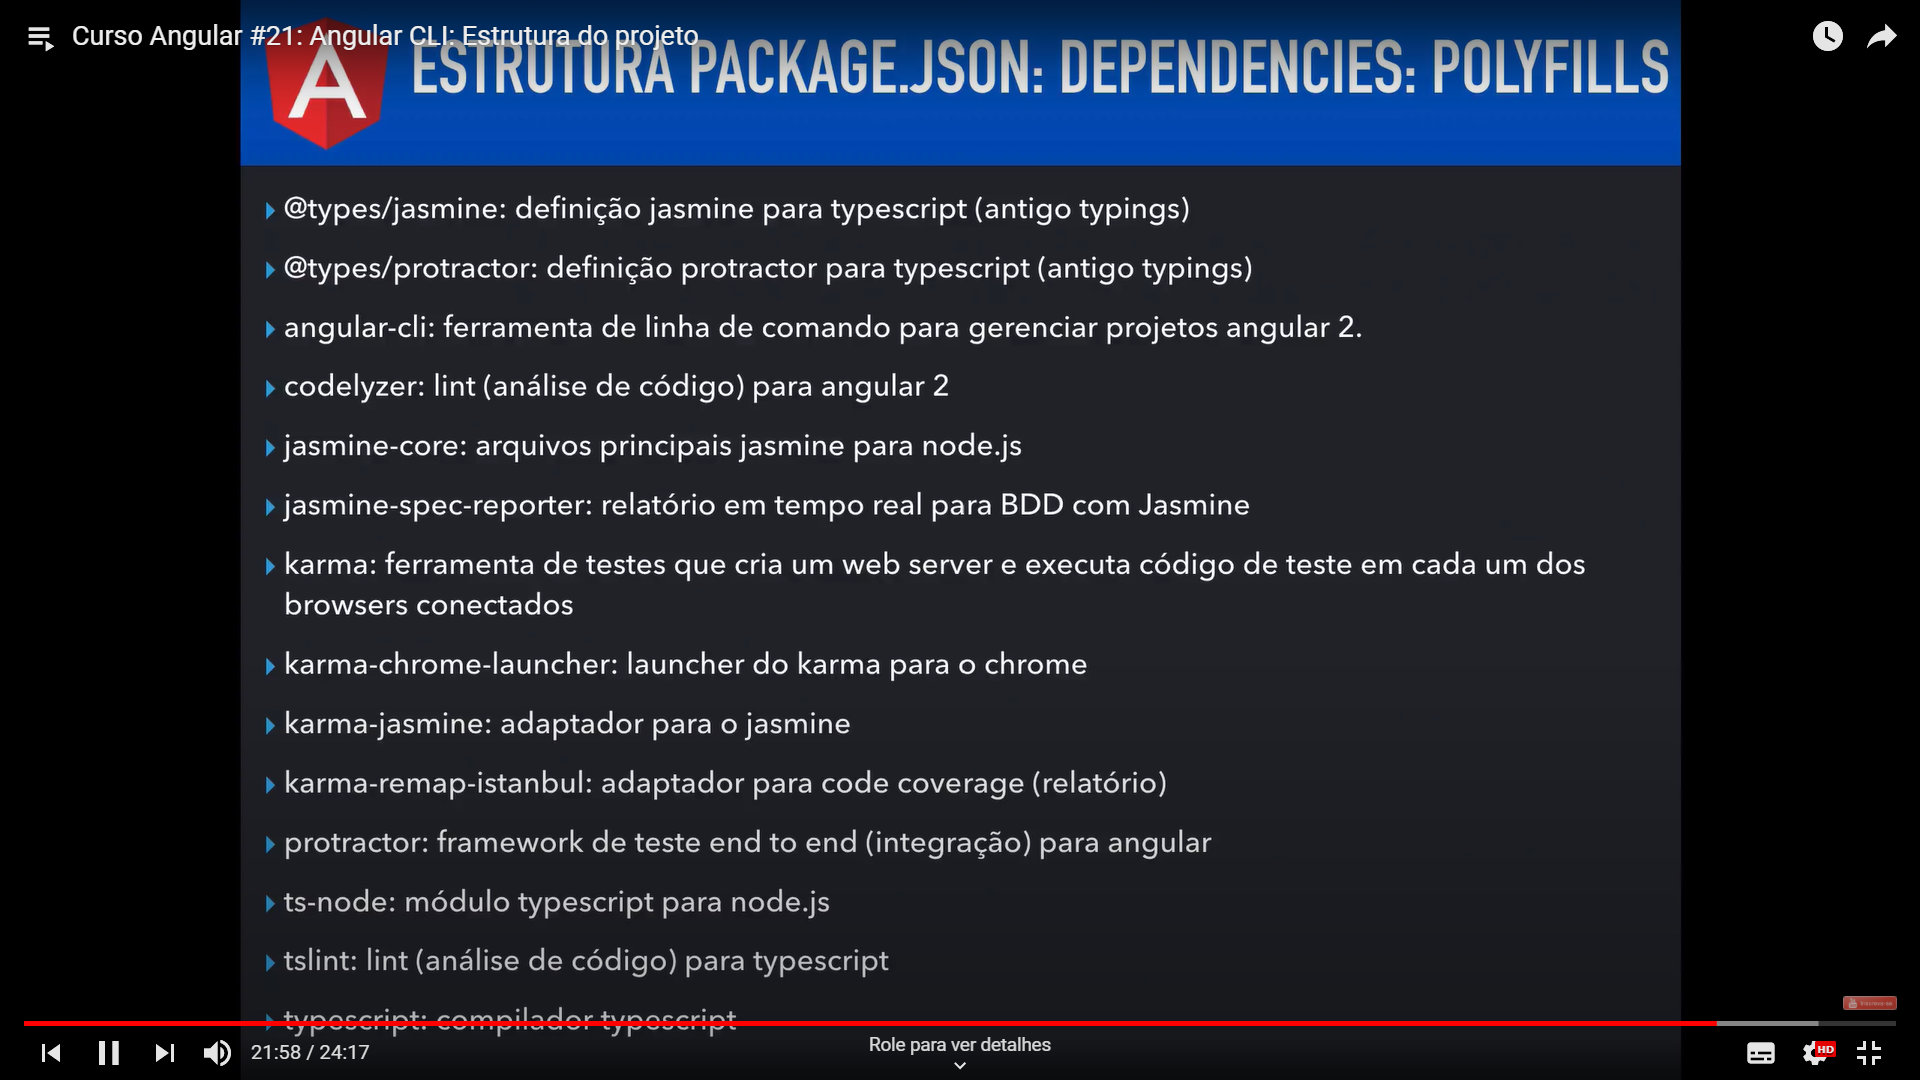 Curso Angular #21: Angular CLI: Estrutura do projeto
ESTRUTURA PACKAGE.JSON: DEPENDENCIES: POLYFILLS
@types/jasmine: definição jasmine para typescript (antigo typings)
@types/protractor: definição protractor para typescript (antigo typings)
angular-cli: ferramenta de linha de comando para gerenciar projetos angular 2.
codelyzer: lint (análise de código) para angular 2
jasmine-core: arquivos principais jasmine para node.js
jasmine-spec-reporter: relatório em tempo real para BDD com Jasmine
karma: ferramenta de testes que cria um web server e executa código de teste em cada um dos
browsers conectados
karma-chrome-launcher: launcher do karma para o chrome
karma-jasmine: adaptador para o jasmine
karma-remap-istanbul: adaptador para code coverage (relatório)
protractor: framework de teste end to end (integração) para angular
ts-node: módulo typescript para node.js
tslint: lint (análise de código) para typescript
typescript: compilador typescript
21:58 / 24:17
Role para ver detalhes
HD